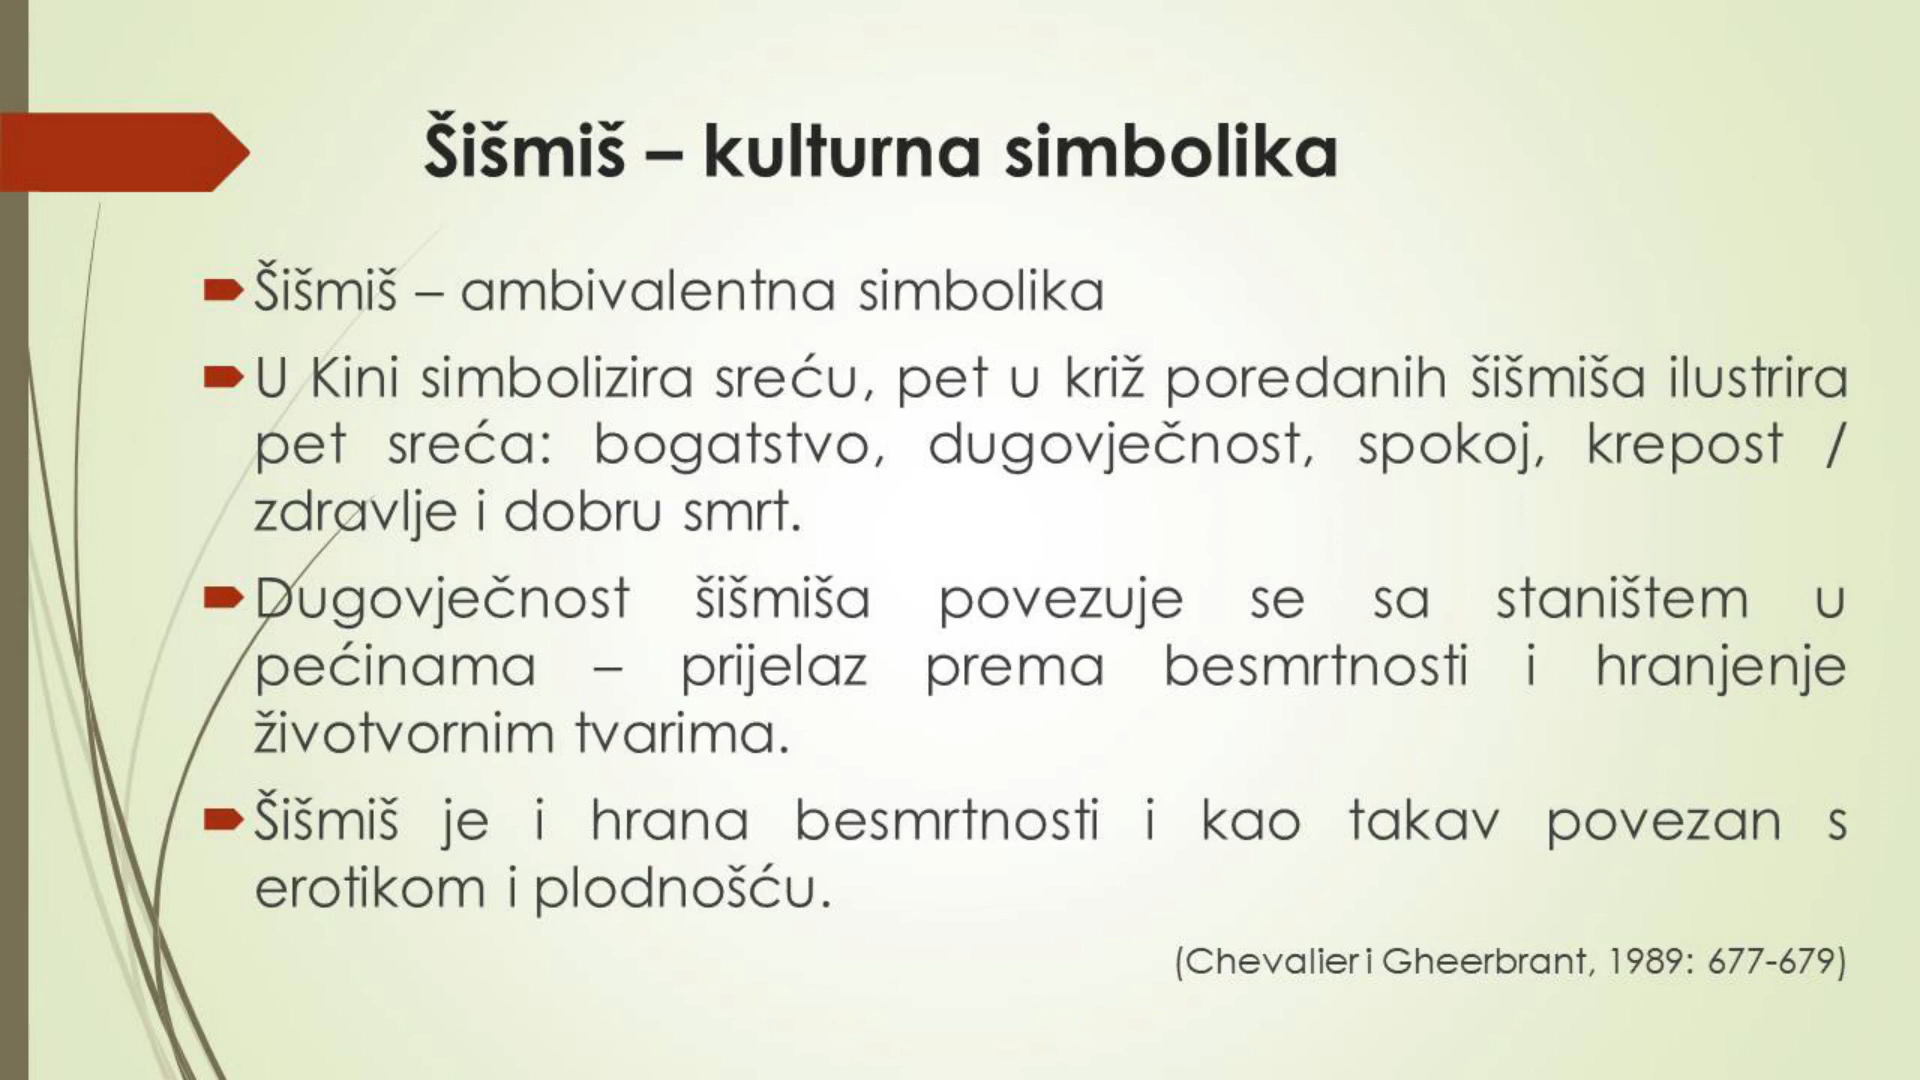 Šišmiš – kulturna simbolika
Šišmiš – ambivalentna simbolika
U Kini simbolizira sreću, pet u križ poredanih šišmiša ilustrira
pet sreća: bogatstvo, dugovječnost, spokoj, krepost /
zdravlje i dobru smrt.
Dugovječnost šišmiša povezuje se sa staništem u
pećinama – prijelaz prema besmrtnosti i hranjenje
životvornim tvarima.
Šišmiš je i hrana besmrtnosti i kao takav povezan s
erotikom i plodnošću.
(Chevalier i Gheerbrant, 1989: 677-679)